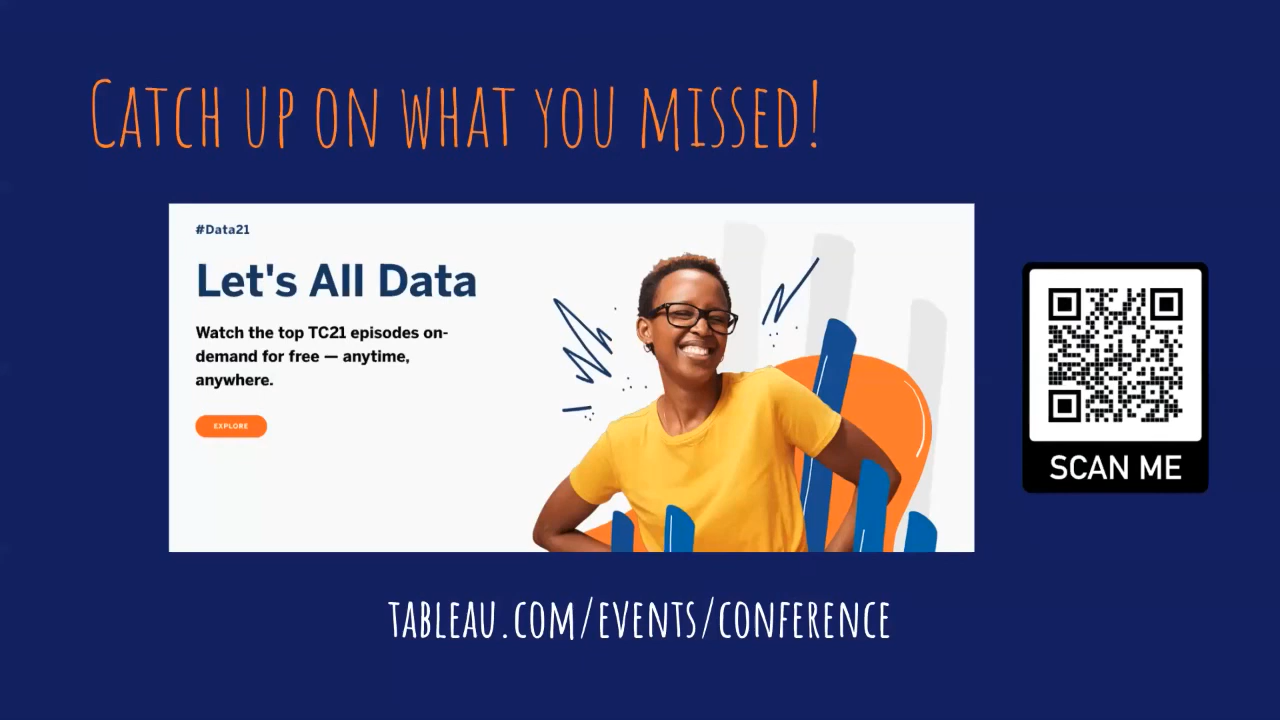 Catch up on what you missed!
#Data21
Let's All Data
Watch the top TC21 episodes on-
demand for free — anytime,
anywhere.
EXPLORE
SCAN ME
tableau.com/events/conference